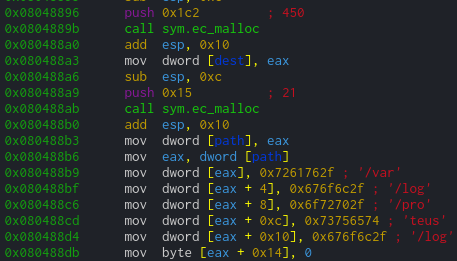 0x08048896 push 0x1c2 ; 450
0x0804889b call sym.ec_malloc
0x080488a0 add esp, 0x10
0x080488a3 mov dword [dest], eax
0x080488a6 sub esp, 0xc
0x080488a9 push 0x15 ; 21
0x080488ab call sym.ec_malloc
0x080488b0 add esp, 0x10
0x080488b3 mov dword [path], eax
0x080488b6 mov eax, dword [path]
0x080488b9 mov dword [eax], 0x7261762f ; '/var'
0x080488bf mov dword [eax + 4], 0x676f6c2f ; '/log'
0x080488c6 mov dword [eax + 8], 0x6f72702f ; '/pro'
0x080488cd mov dword [eax + 0xc], 0x73756574 ; 'teus'
0x080488d4 mov dword [eax + 0x10], 0x676f6c2f ; '/log'
0x080488db mov byte [eax + 0x14], 0